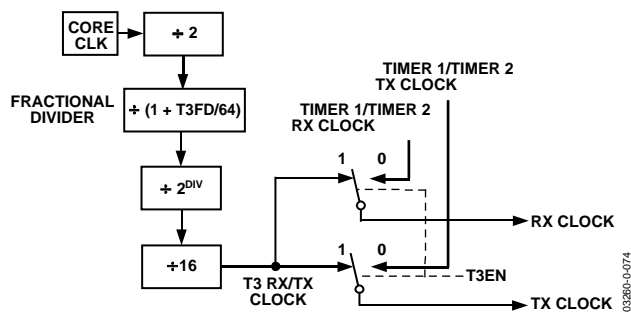 CORE
CLK
÷ 2
TIMER 1/TIMER 2
TX CLOCK
FRACTIONAL
DIVIDER
÷ (1 + T3FD/64)
TIMER 1/TIMER 2
RX CLOCK
1 0
÷ 2DIV
RX CLOCK
÷16
1 0
T3 RX/TX
CLOCK
T3EN
TX CLOCK
03260-0-074